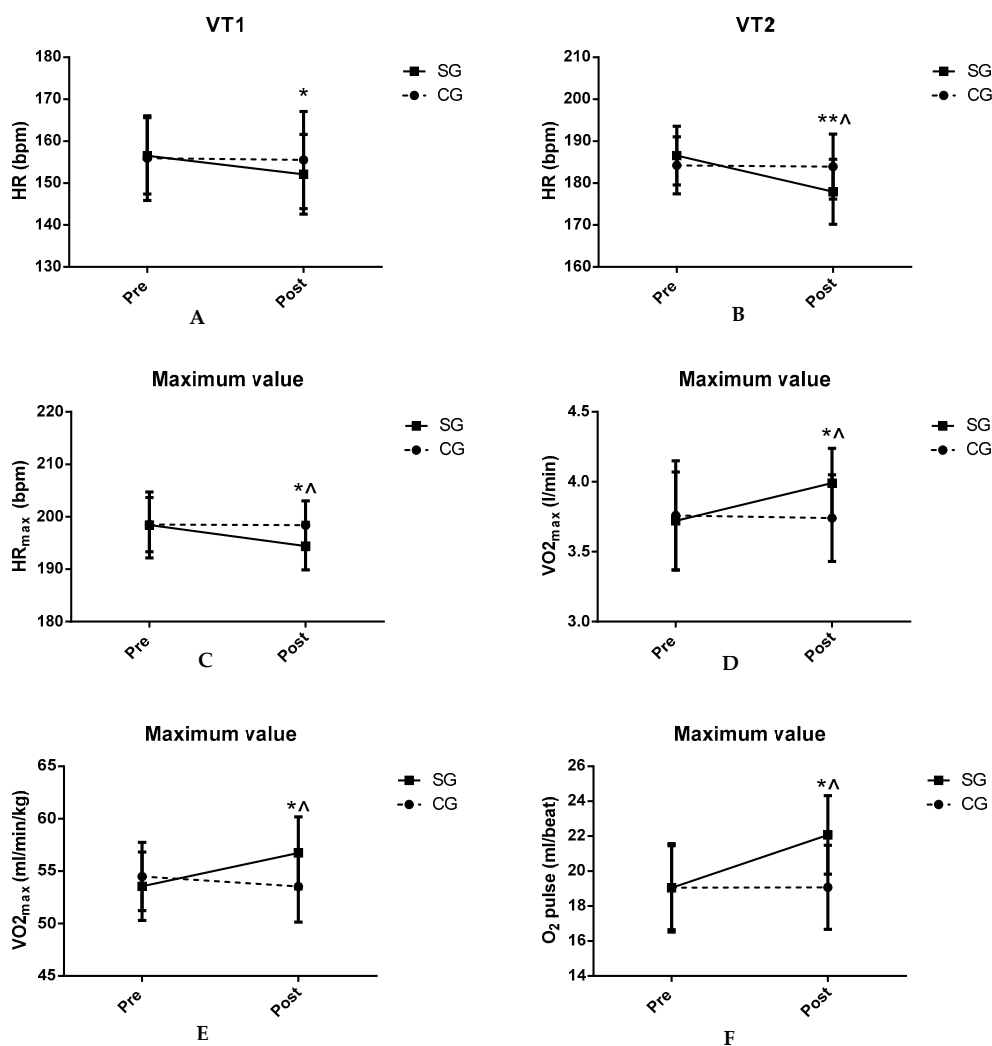 VT1
180
170
160
150
140
130
HR (bpm)
*
SG
CG
Pre
Post
A
VT2
210
200
190
180
170
160
HR (bpm)
**^
SG
CG
Pre
Post
B
Maximum value
220
210
200
190
180
HRmax (bpm)
*^
SG
CG
Pre
Post
C
Maximum value
4.5
4.0
3.5
3.0
VO2max (l/min)
*^
SG
CG
Pre
Post
D
Maximum value
65
60
55
50
45
VO2max (ml/min/kg)
*^
SG
CG
Pre
Post
E
Maximum value
26
24
22
20
18
16
14
O2 pulse (ml/beat)
*^
SG
CG
Pre
Post
F